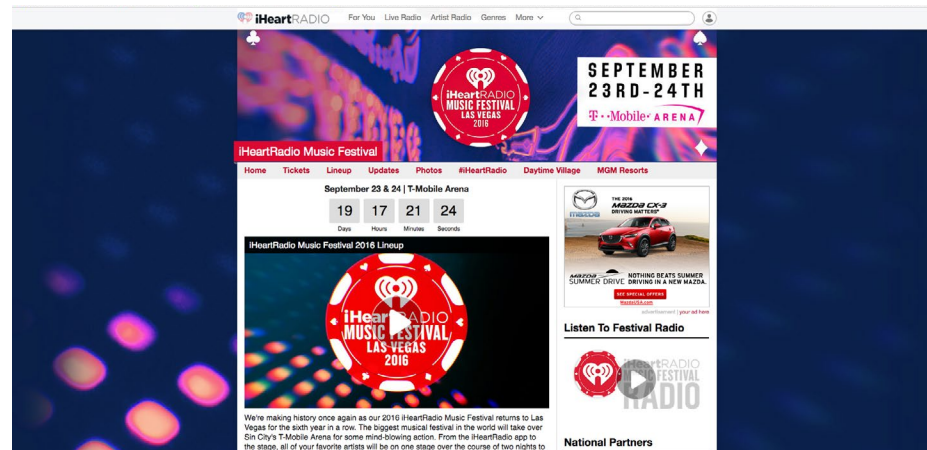 iHeartRADIO For You Live Radio Artist Radio Genres More
iHeartRADIO
MUSIC FESTIVAL
LAS VEGAS
2016
SEPTEMBER
23RD-24TH
T··Mobile· ARENA
iHeartRadio Music Festival
Home Tickets Lineup Updates Photos #iHeartRadio Daytime Village MGM Resorts
September 23 & 24 | T-Mobile Arena
19 17 21 24
Days Hours Minutes Seconds
iHeartRadio Music Festival 2016 Lineup
iHeartRADIO
MUSIC FESTIVAL
LAS VEGAS
2016
We're making history once again as our 2016 iHeartRadio Music Festival returns to Las
Vegas for the sixth year in a row. The biggest musical festival in the world will take over
Sin City's T-Mobile Arena for some mind-blowing action. From the iHeartRadio app to
the stage, all of your favorite artists will be on one stage over the course of two nights to
mazda
THE 2016
MAZDA CX-3
DRIVING MATTERS®
MAZDA
SUMMER DRIVE
NOTHING BEATS SUMMER
DRIVING IN A NEW MAZDA.
SEE SPECIAL OFFERS
MazdaUSA.com
advertisement | your ad here
Listen To Festival Radio
iHeartRADIO
MUSIC FESTIVAL
RADIO
National Partners